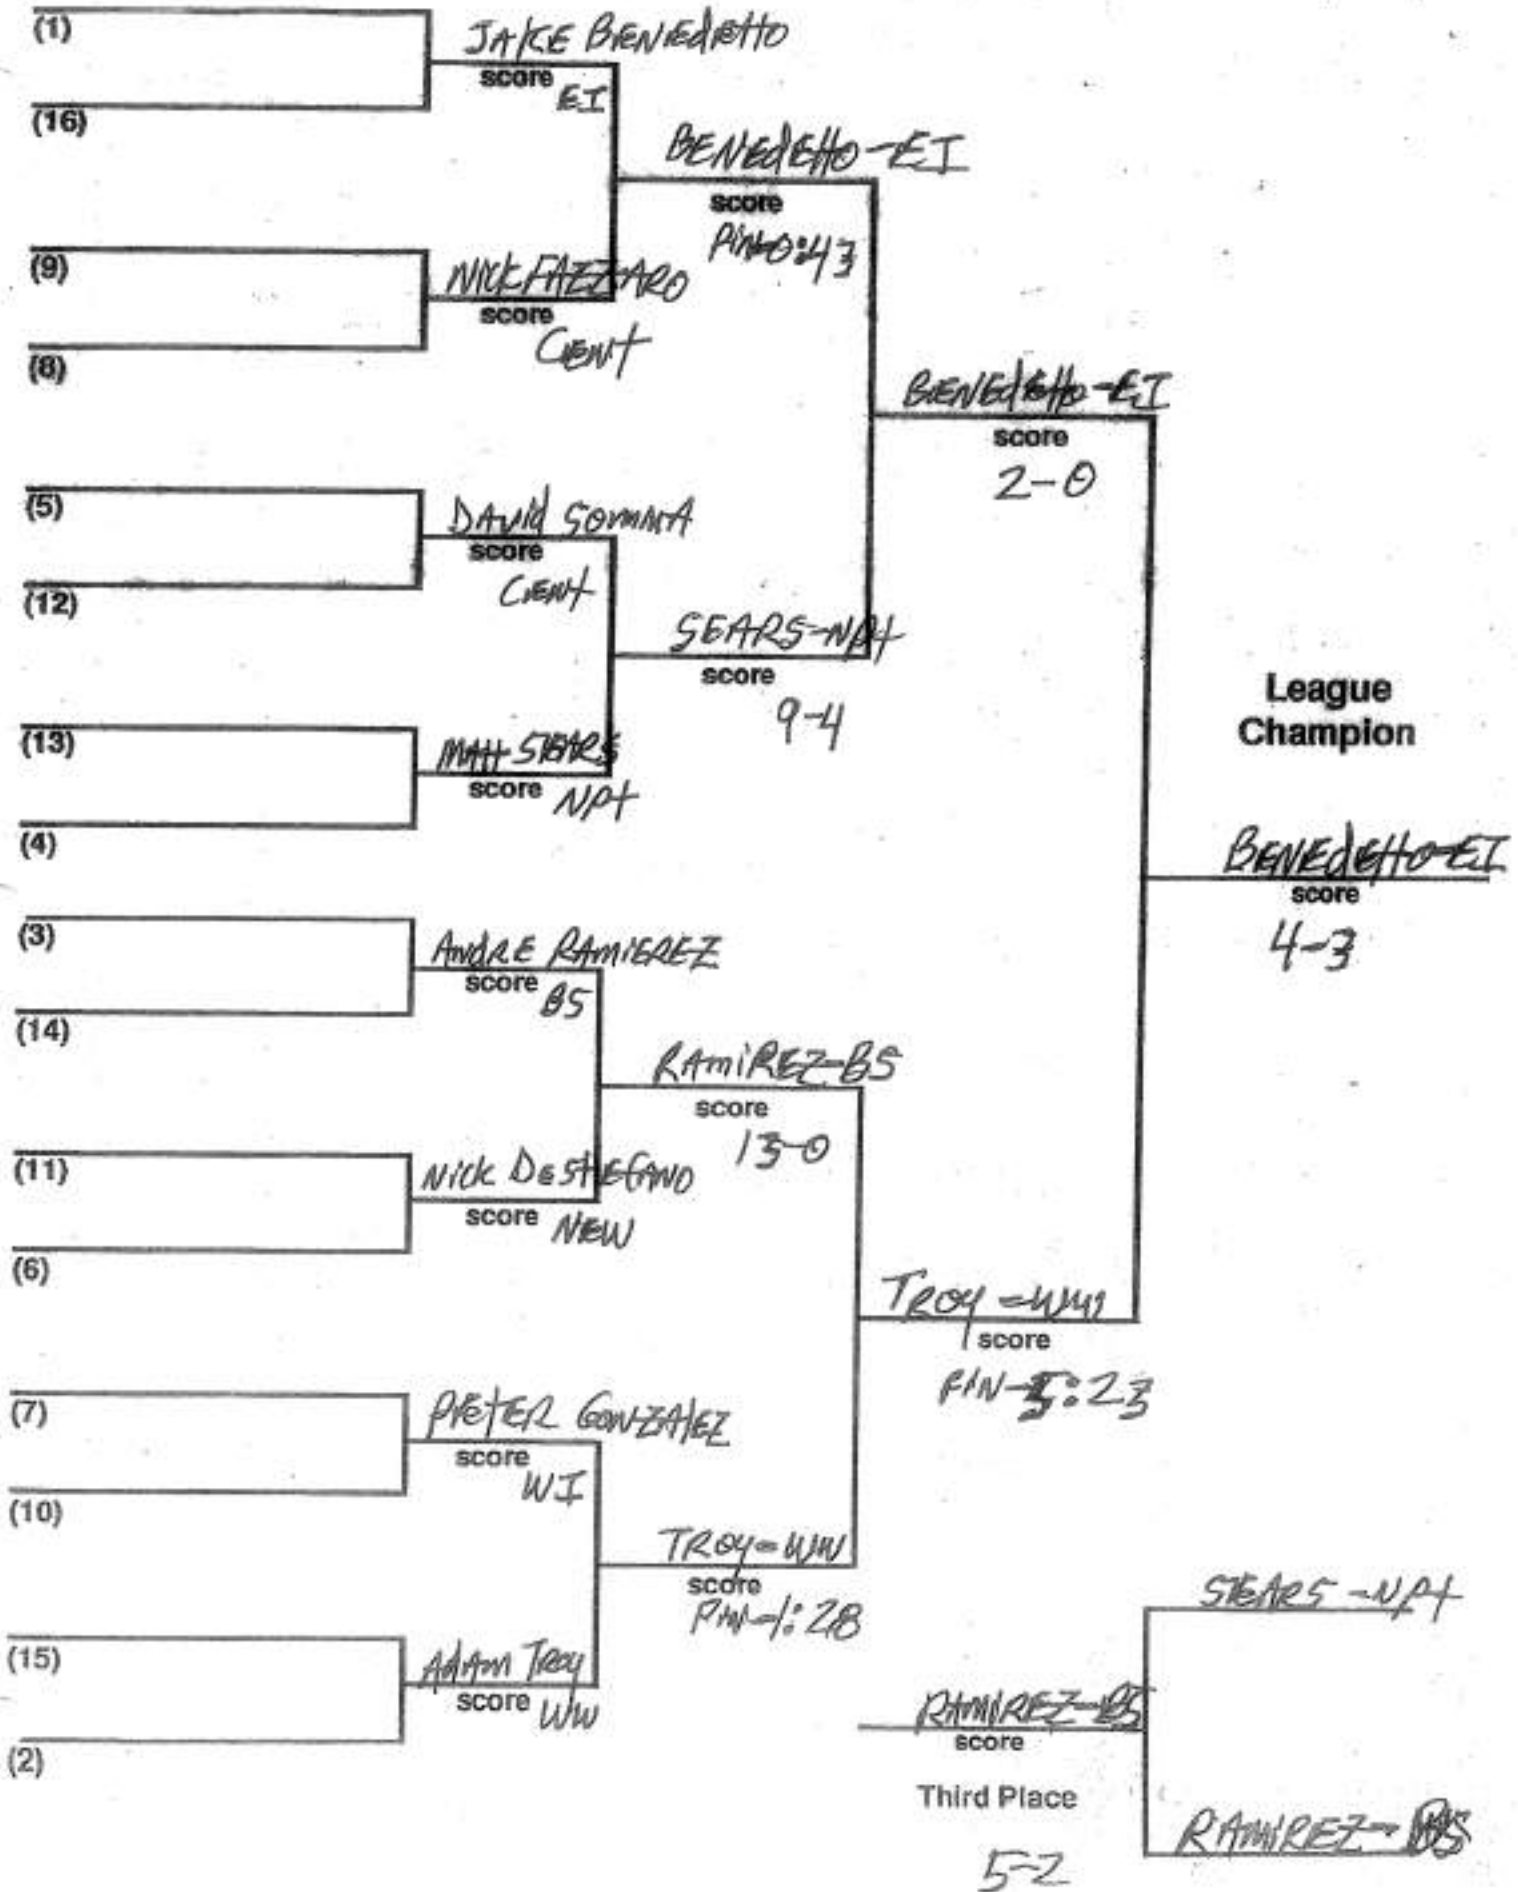 (1)
JAKE BENEDETTO
score
EI
(16)
BENEDETTO-EI
score
PIN-0:43
(9)
NICK FAZZARO
score
CENT
(8)
BENEDETTO-EI
score
2-0
(5)
DAVID SOMMA
score
CENT
(12)
SEARS-NPT
score
9-4
League
Champion
(13)
MATT SEARS
score
NPT
(4)
BENEDETTO-EI
score
4-3
(3)
ANDRE RAMIEREZ
score
BS
(14)
RAMIREZ-BS
score
13-0
(11)
NICK DESTEFANO
score
NEW
(6)
TROY-WW
score
PIN-5:23
(7)
PETER GONZALEZ
score
WI
(10)
TROY-WW
score
PIN-1:28
SEARS-NPT
(15)
ADAM TROY
score
WW
(2)
RAMIREZ-BS
score
Third Place
5-2
RAMIREZ-BS